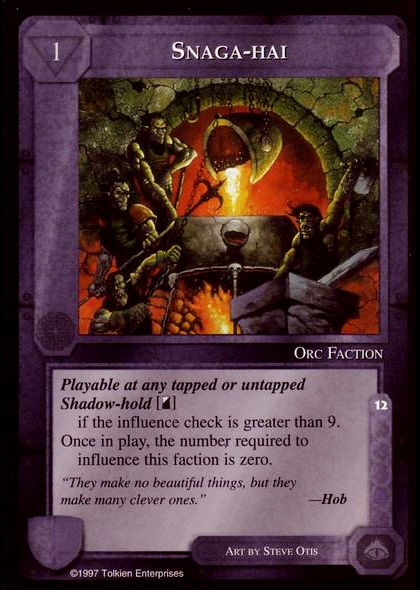 1
SNAGA-HAI
ORC FACTION
Playable at any tapped or untapped
Shadow-hold []
12
if the influence check is greater than 9.
Once in play, the number required to
influence this faction is zero.
“They make no beautiful things, but they
make many clever ones.” —Hob
ART BY STEVE OTIS
©1997 Tolkien Enterprises